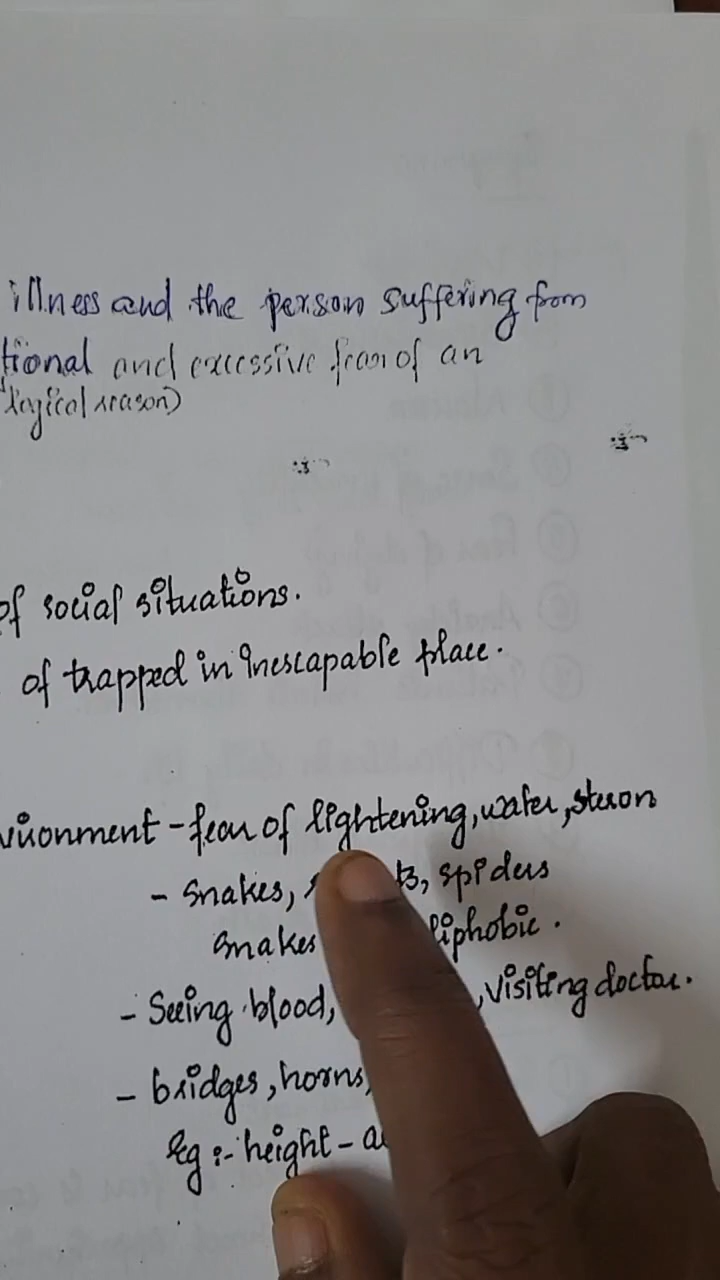 illness and the person suffering from
tional and excessive fear of an
logical reason)
of social situations.
of trapped in inescapable place.
vironment - fear of lightening, water, storon
- snakes, spiders
snakes liphobic.
- Seeing blood, , visiting doctor.
- bridges, horns,
Eg :- height - a